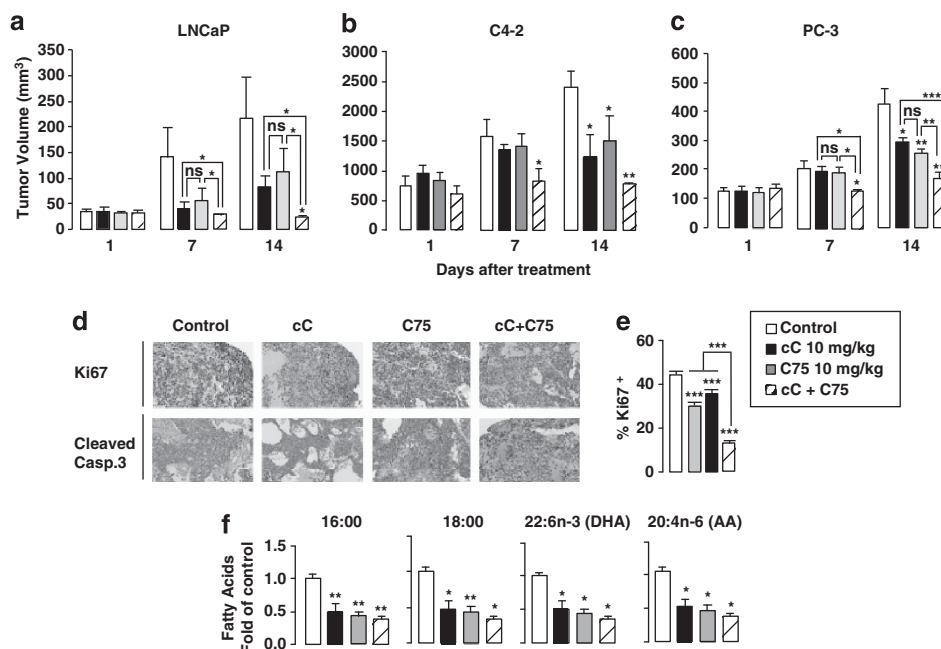 a LNCaP
Tumor Volume (mm³)
350
300
250
200
150
100
50
0
ns
*
*
ns
*
*
*
1 7 14
b C4-2
3000
2500
2000
1500
1000
500
0
*
*
*
**
1 7 14
Days after treatment
c PC-3
600
500
400
300
200
100
0
*
ns
*
*
***
ns
**
*
**
**
1 7 14
d
Control cC C75 cC+C75
Ki67
Cleaved
Casp.3
e
% Ki67 +
60
40
20
0
***
***
***
***
Control
cC 10 mg/kg
C75 10 mg/kg
cC + C75
f
16:00 18:00 22:6n-3 (DHA) 20:4n-6 (AA)
Fatty Acids
Fold of control
1.5
1.0
0.5
0.0
** ** **
* ** *
* * *
* * *